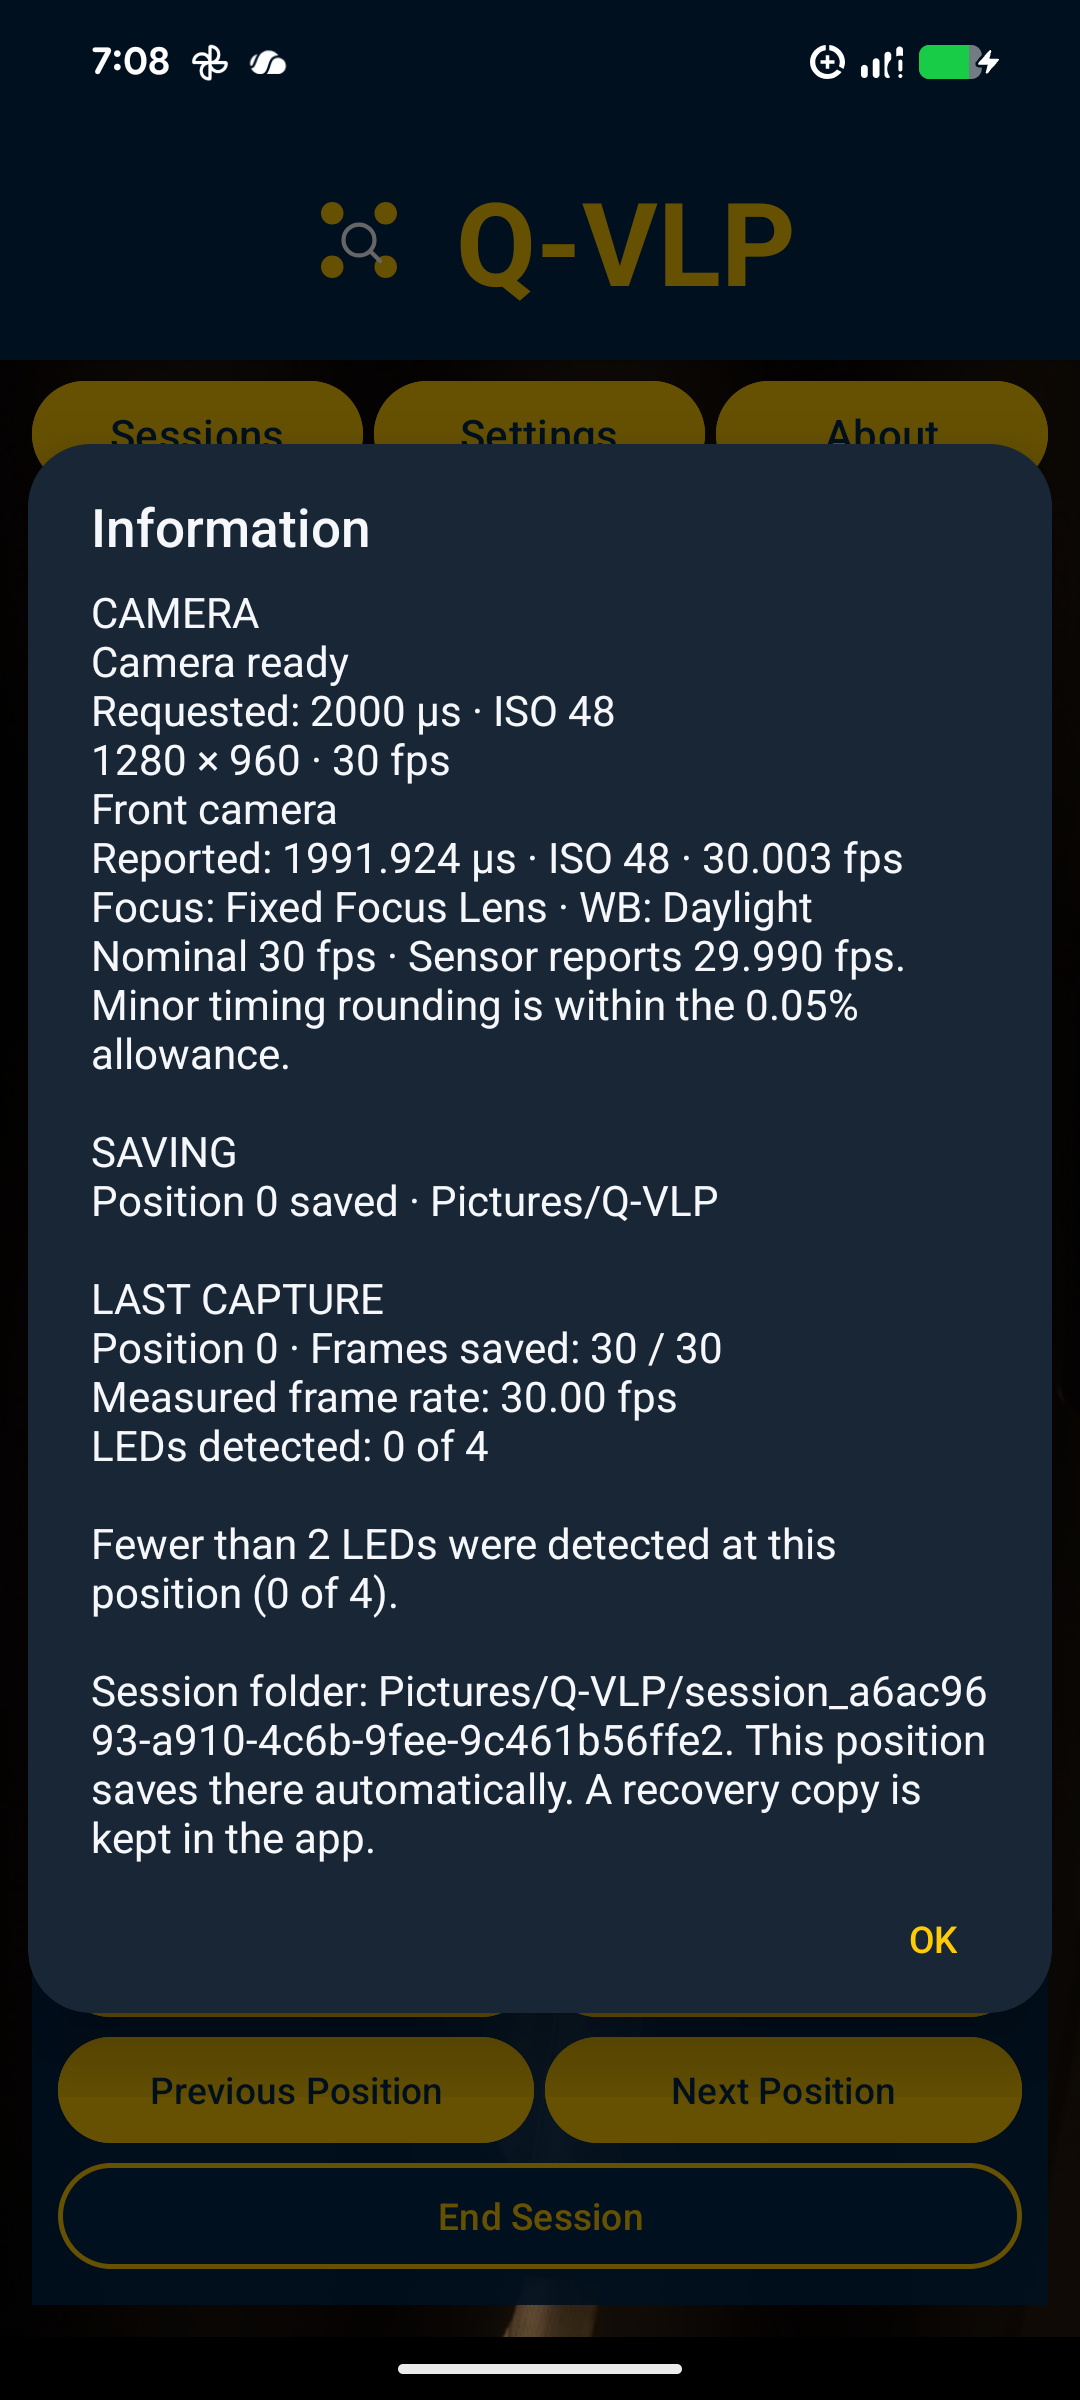 7:08
Q-VLP
Sessions
Settings
About
Information
CAMERA
Camera ready
Requested: 2000 µs · ISO 48
1280 × 960 · 30 fps
Front camera
Reported: 1991.924 µs · ISO 48 · 30.003 fps
Focus: Fixed Focus Lens · WB: Daylight
Nominal 30 fps · Sensor reports 29.990 fps.
Minor timing rounding is within the 0.05%
allowance.
SAVING
Position 0 saved · Pictures/Q-VLP
LAST CAPTURE
Position 0 · Frames saved: 30 / 30
Measured frame rate: 30.00 fps
LEDs detected: 0 of 4
Fewer than 2 LEDs were detected at this
position (0 of 4).
Session folder: Pictures/Q-VLP/session_a6ac96
93-a910-4c6b-9fee-9c461b56ffe2. This position
saves there automatically. A recovery copy is
kept in the app.
OK
Previous Position
Next Position
End Session